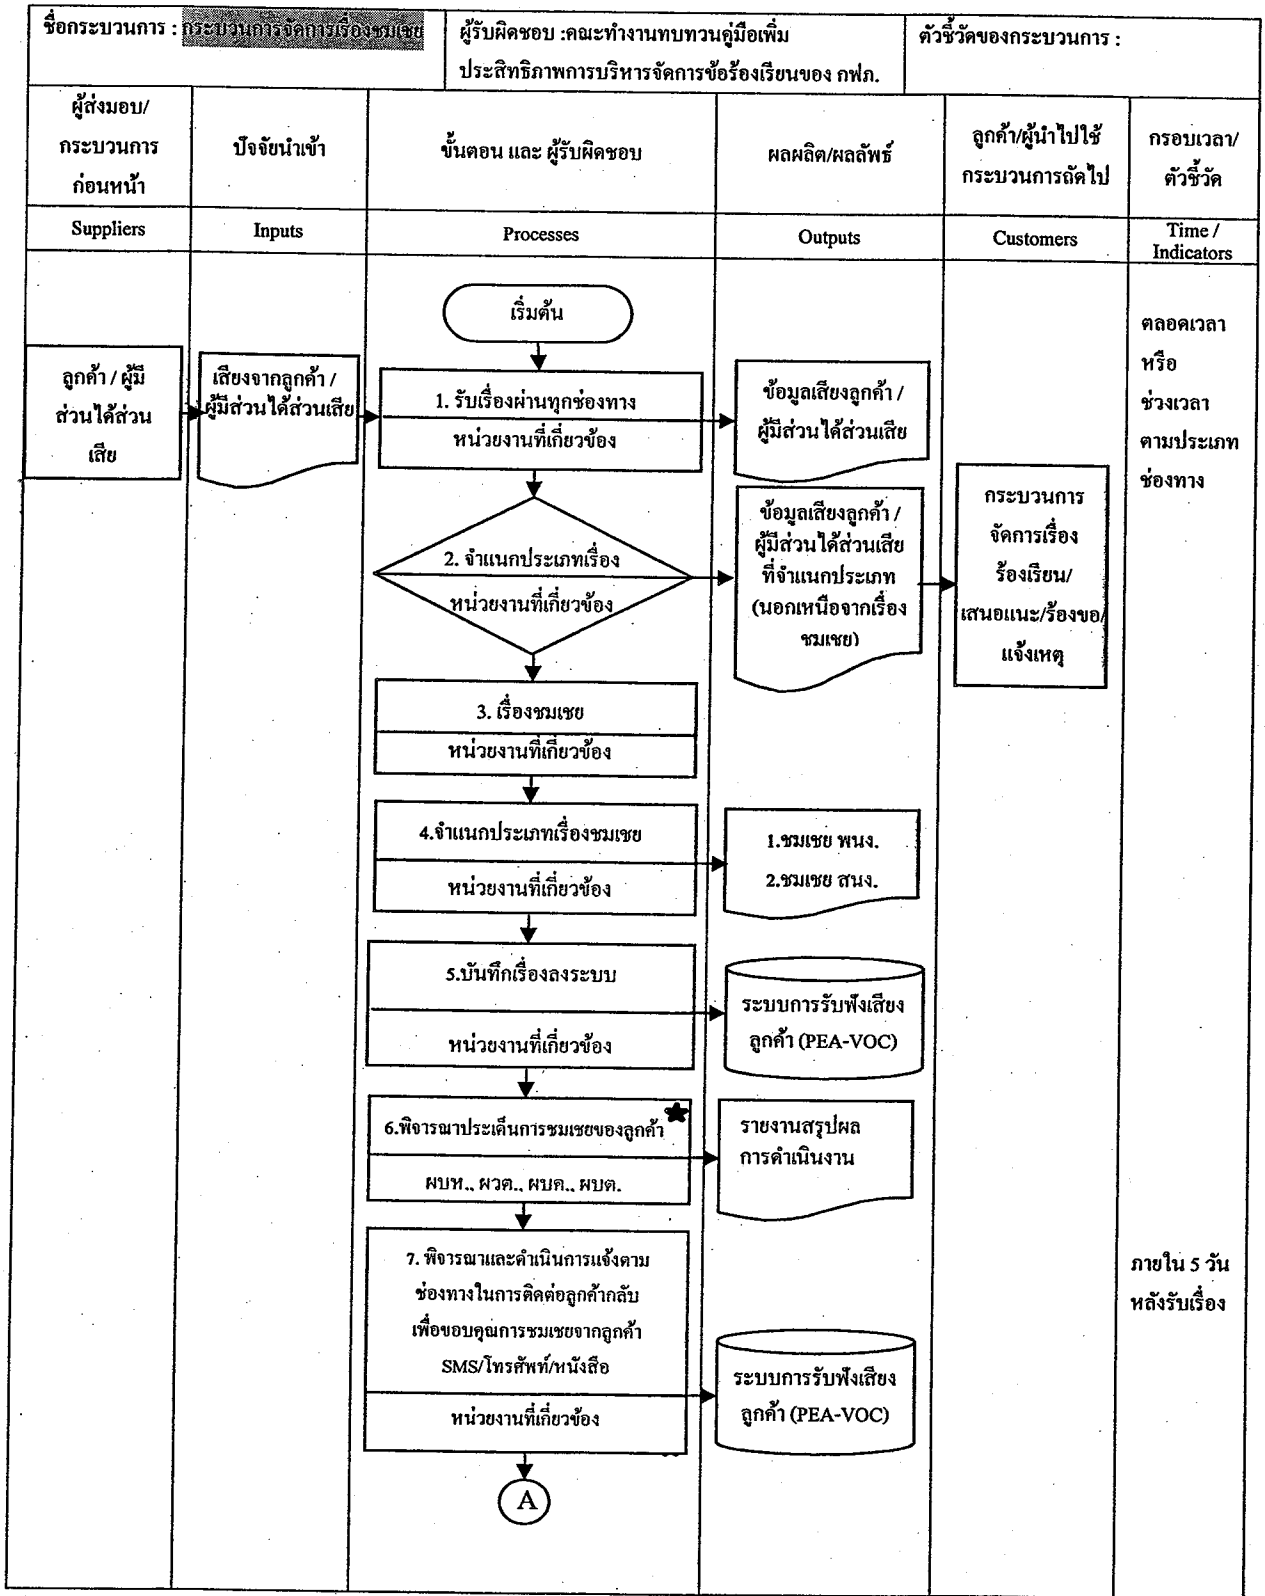 ชื่อกระบวนการ : กระบวนการจัดการเรื่องชมเชย
ผู้รับผิดชอบ :คณะทำงานทบทวนคู่มือเพิ่ม
ประสิทธิภาพการบริหารจัดการข้อร้องเรียนของ กฟภ.
ตัวชี้วัดของกระบวนการ :
ผู้ส่งมอบ/
กระบวนการ
ก่อนหน้า
ปัจจัยนำเข้า
ขั้นตอน และ ผู้รับผิดชอบ
ผลผลิต/ผลลัพธ์
ลูกค้า/ผู้นำไปใช้
กระบวนการถัดไป
กรอบเวลา/
ตัวชี้วัด
Suppliers
Inputs
Processes
Outputs
Customers
Time /
Indicators
เริ่มต้น
ลูกค้า / ผู้มี
ส่วนได้ส่วน
เสีย
เสียงจากลูกค้า /
ผู้มีส่วนได้ส่วนเสีย
1. รับเรื่องผ่านทุกช่องทาง
หน่วยงานที่เกี่ยวข้อง
ข้อมูลเสียงลูกค้า /
ผู้มีส่วนได้ส่วนเสีย
ตลอดเวลา
หรือ
ช่วงเวลา
ตามประเภท
ช่องทาง
2. จำแนกประเภทเรื่อง
หน่วยงานที่เกี่ยวข้อง
ข้อมูลเสียงลูกค้า /
ผู้มีส่วนได้ส่วนเสีย
ที่จำแนกประเภท
(นอกเหนือจากเรื่อง
ชมเชย)
กระบวนการ
จัดการเรื่อง
ร้องเรียน/
เสนอแนะ/ร้องขอ/
แจ้งเหตุ
3. เรื่องชมเชย
หน่วยงานที่เกี่ยวข้อง
4.จำแนกประเภทเรื่องชมเชย
หน่วยงานที่เกี่ยวข้อง
1.ชมเชย พนง.
2.ชมเชย สนง.
5.บันทึกเรื่องลงระบบ
หน่วยงานที่เกี่ยวข้อง
ระบบการรับฟังเสียง
ลูกค้า (PEA-VOC)
6.พิจารณาประเด็นการชมเชยของลูกค้า
ผบห., ผวต., ผบค., ผบต.
รายงานสรุปผล
การดำเนินงาน
7. พิจารณาและดำเนินการแจ้งตาม
ช่องทางในการติดต่อลูกค้ากลับ
เพื่อขอบคุณการชมเชยจากลูกค้า
SMS/โทรศัพท์/หนังสือ
หน่วยงานที่เกี่ยวข้อง
ระบบการรับฟังเสียง
ลูกค้า (PEA-VOC)
ภายใน 5 วัน
หลังรับเรื่อง
A